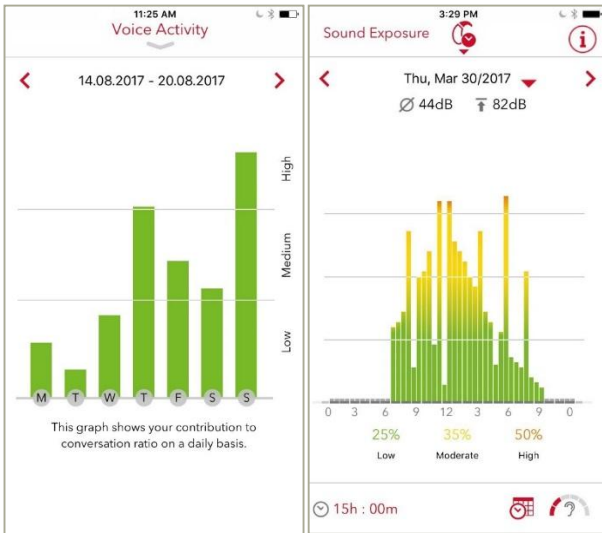 11:25 AM
Voice Activity
14.08.2017 - 20.08.2017
High
Medium
Low
M T W T F S S
This graph shows your contribution to
conversation ratio on a daily basis.
3:29 PM
Sound Exposure
i
Thu, Mar 30/2017
44dB 82dB
0 3 6 9 12 3 6 9 0
25% 35% 50%
Low Moderate High
15h : 00m